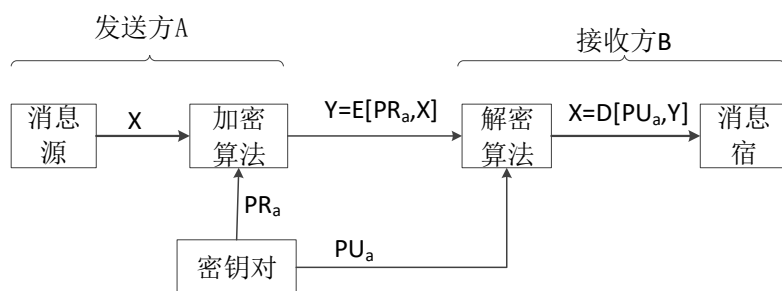 发送方A
接收方B
消息
源
X
加密
算法
Y=E[PRₐ,X]
解密
算法
X=D[PUₐ,Y]
消息
宿
PRₐ
密钥对
PUₐ